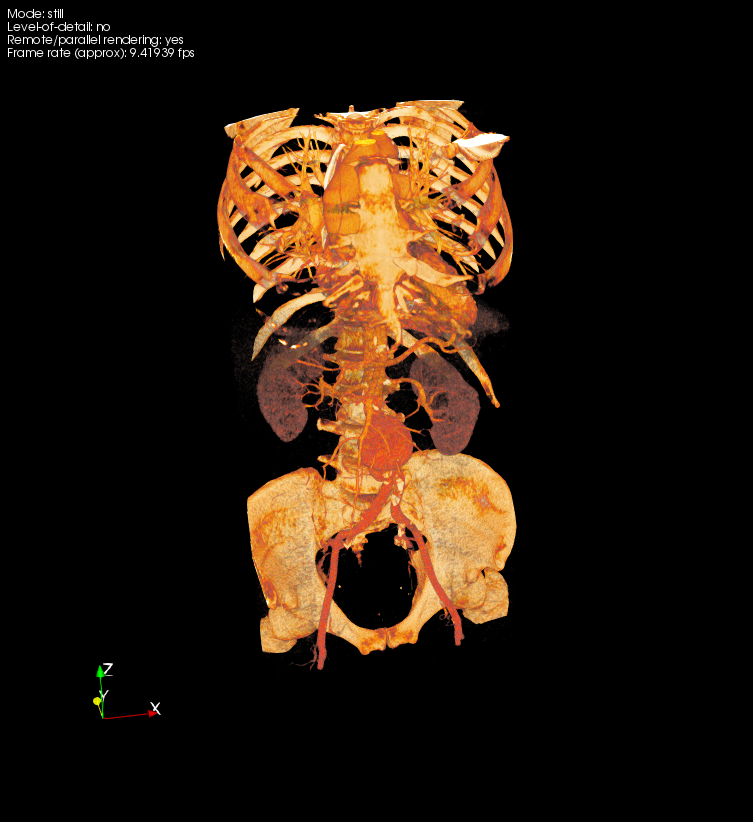 Mode: still
Level-of-detail: no
Remote/parallel rendering: yes
Frame rate (approx): 9.41939 fps
Z
Y
X